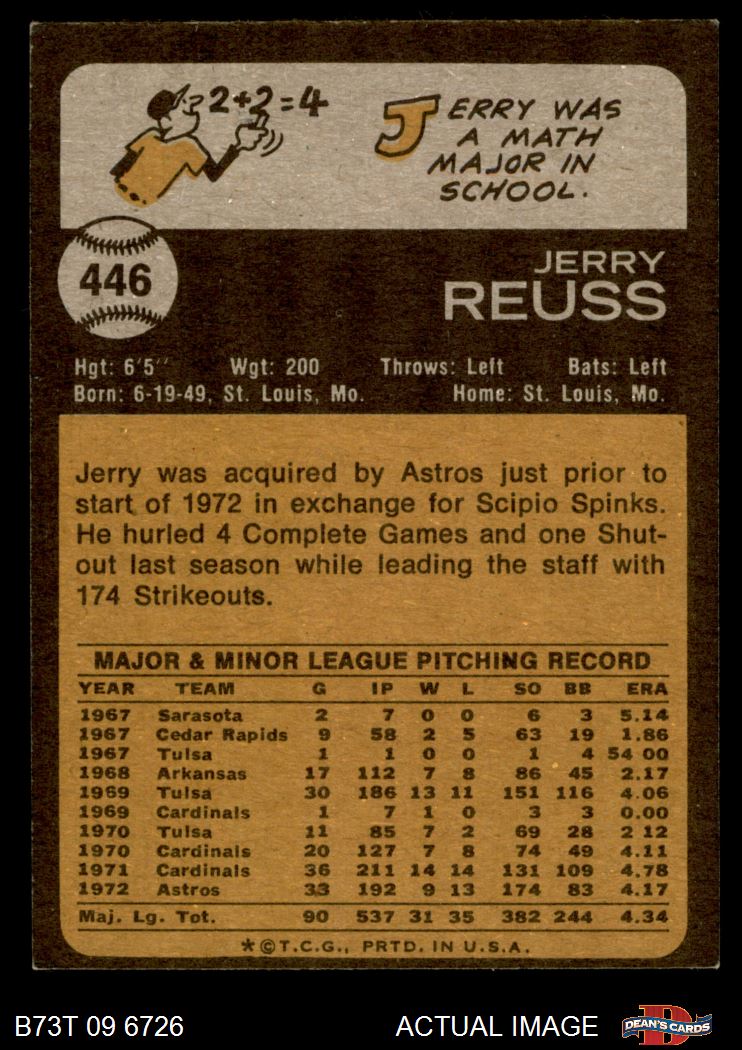 2+2=4
JERRY WAS
A MATH
MAJOR IN
SCHOOL.
446
JERRY
REUSS
Hgt: 6'5" Wgt: 200 Throws: Left Bats: Left
Born: 6-19-49, St. Louis, Mo. Home: St. Louis, Mo.
Jerry was acquired by Astros just prior to
start of 1972 in exchange for Scipio Spinks.
He hurled 4 Complete Games and one Shut-
out last season while leading the staff with
174 Strikeouts.
MAJOR & MINOR LEAGUE PITCHING RECORD
YEAR TEAM G IP W L SO BB ERA
1967 Sarasota 2 7 0 0 6 3 5.14
1967 Cedar Rapids 9 58 2 5 63 19 1.86
1967 Tulsa 1 1 0 0 1 4 54 00
1968 Arkansas 17 112 7 8 86 45 2.17
1969 Tulsa 30 186 13 11 151 116 4.06
1969 Cardinals 1 7 1 0 3 3 0.00
1970 Tulsa 11 85 7 2 69 28 2 12
1970 Cardinals 20 127 7 8 74 49 4.11
1971 Cardinals 36 211 14 14 131 109 4.78
1972 Astros 33 192 9 13 174 83 4.17
Maj. Lg. Tot. 90 537 31 35 382 244 4.34
*©T.C.G., PRTD. IN U.S.A.
B73T 09 6726 ACTUAL IMAGE D DEAN'S CARDS